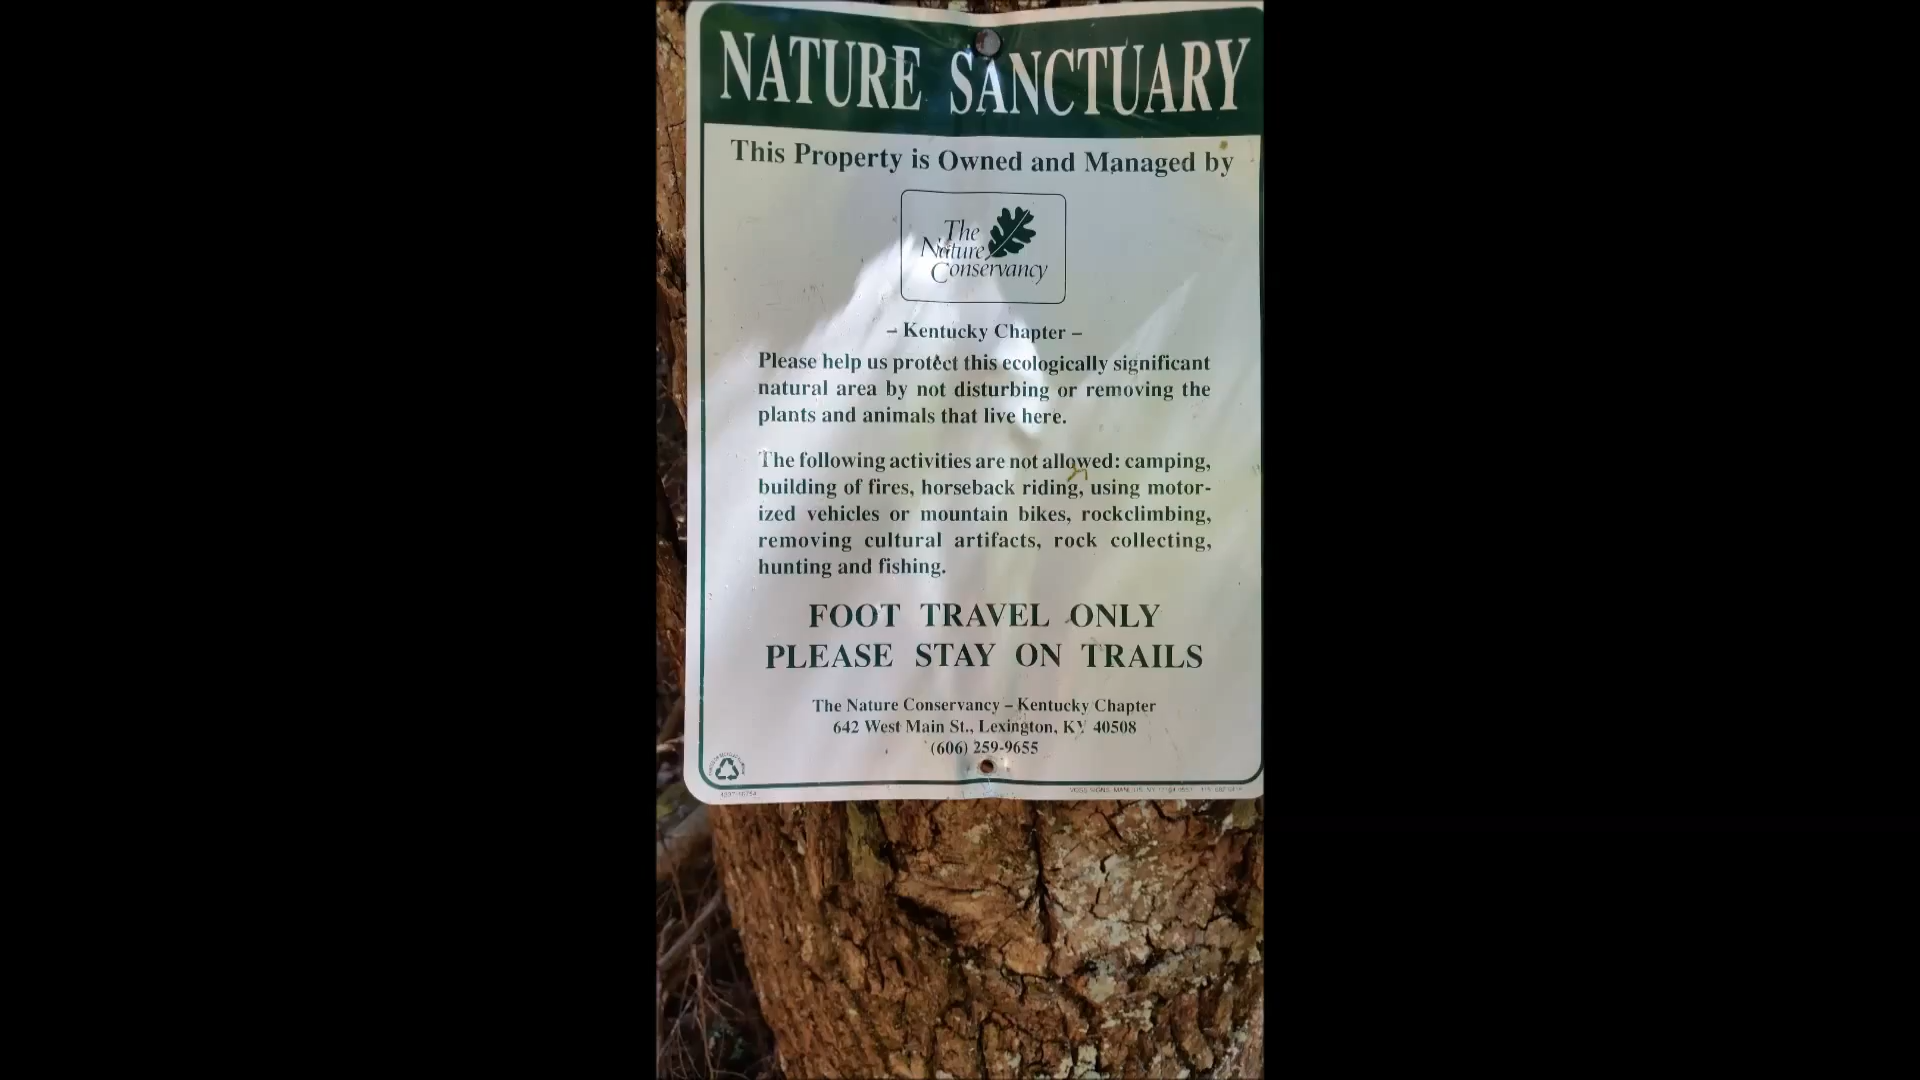 NATURE SANCTUARY
This Property is Owned and Managed by
The
Nature
Conservancy
– Kentucky Chapter –
Please help us protect this ecologically significant
natural area by not disturbing or removing the
plants and animals that live here.
The following activities are not allowed: camping,
building of fires, horseback riding, using motor-
ized vehicles or mountain bikes, rockclimbing,
removing cultural artifacts, rock collecting,
hunting and fishing.
FOOT TRAVEL ONLY
PLEASE STAY ON TRAILS
The Nature Conservancy – Kentucky Chapter
642 West Main St., Lexington, KY 40508
(606) 259-9655
VOSS SIGNS, MANLIUS, NY